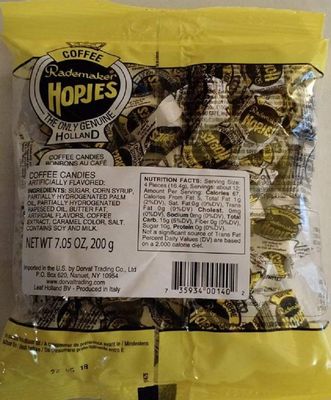 COFFEE
Rademaker
HOPJES
THE ONLY GENUINE
HOLLAND
COFFEE CANDIES
BONBONS AU CAFÉ
COFFEE CANDIES
ARTIFICIALLY FLAVORED:
INGREDIENTS: SUGAR, CORN SYRUP,
PARTIALLY HYDROGENATED PALM
OIL, PARTIALLY HYDROGENATED
RAPESEED OIL, BUTTER FAT,
ARTIFICIAL FLAVORS, COFFEE
EXTRACT, CARAMEL COLOR, SALT.
CONTAINS SOY AND MILK.
NET WT 7.05 OZ, 200 g
NUTRITION FACTS: Serving Size:
4 Pieces (16.4g), Servings: about 12,
Amount Per Serving: Calories 67,
Calories From Fat 5, Total Fat 1g
(2%DV), Sat. Fat 0g (0%DV), Trans
Fat 0g (0%DV), Cholest. 0mg
(0%DV), Sodium 0mg (0%DV), Total
Carb. 15g (5%DV), Fiber 0g (0%DV),
Sugar 10g, Protein 0g (0%DV).
Not a significant source of Trans Fat
Percent Daily Values (DV) are based
on a 2,000 calorie diet.
Imported in the U.S. by Dorval Trading Co., Ltd
P.O. Box 620, Nanuet, NY 10954
www.dorvaltrading.com
Leaf Holland BV - Produced in Italy
7 35934 00140 2